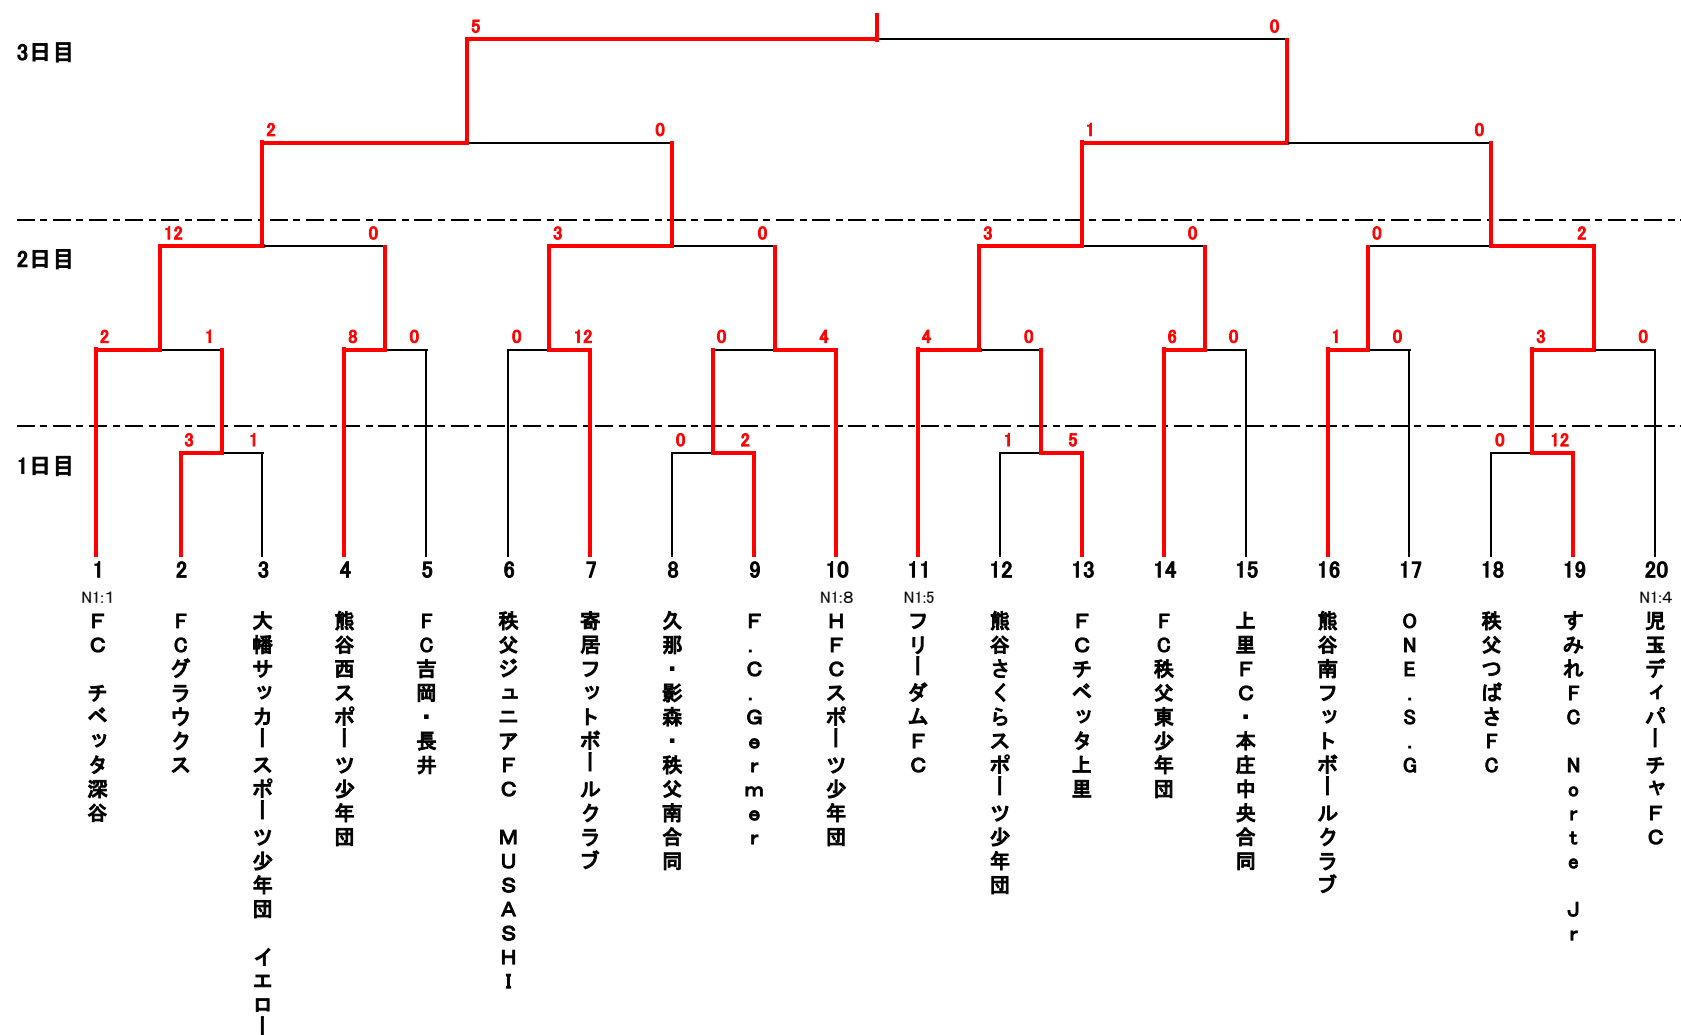 5 0
3日目
2 0 1 0
12 0 3 0 3 0 0 2
2日目
2 1 8 0 0 12 0 4 4 0 6 0 1 0 3 0
3 1 0 2 1 5 0 12
1日目
1 2 3 4 5 6 7 8 9 10 11 12 13 14 15 16 17 18 19 20
N1:1 N1:8 N1:5 N1:4
FC チベッタ深谷
FCグラウクス
大幡サッカースポーツ少年団 イエロー
熊谷西スポーツ少年団
FC吉岡・長井
秩父ジュニアFC MUSASHI
寄居フットボールクラブ
久那・影森・秩父南合同
F.C.Germer
HFCスポーツ少年団
フリーダムFC
熊谷さくらスポーツ少年団
FCチベッタ上里
FC秩父東少年団
上里FC・本庄中央合同
熊谷南フットボールクラブ
ONE.S.G
秩父つばさFC
すみれFC Norte Jr
児玉ディパーチャFC